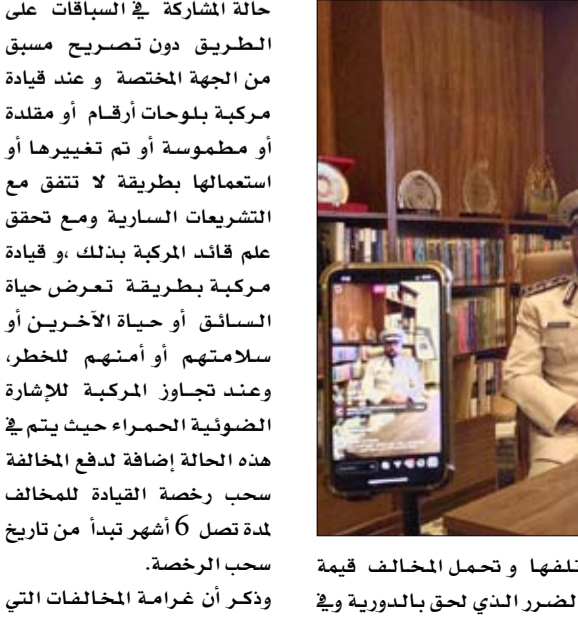 تلفها و تحمل المخالف قيمة
لضرر الذي لحق بالدورية وفي
حالة المشاركة في السباقات على
الطريق دون تصريح مسبق
من الجهة المختصة و عند قيادة
مركبة بلوحات أرقام أو مقلدة
أو مطموسة أو تم تغييرها أو
استعمالها بطريقة لا تتفق مع
التشريعات السارية ومع تحقق
علم قائد المركبة بذلك ،و قيادة
مركبة بطريقة تعرض حياة
السائق أو حياة الآخرين أو
سلامتهم أو أمنهم للخطر،
وعند تجاوز المركبة للإشارة
الضوئية الحمراء حيث يتم في
هذه الحالة إضافة لدفع المخالفة
سحب رخصة القيادة للمخالف
لمدة تصل 6 أشهر تبدأ من تاريخ
سحب الرخصة.
وذكر أن غرامة المخالفات التي